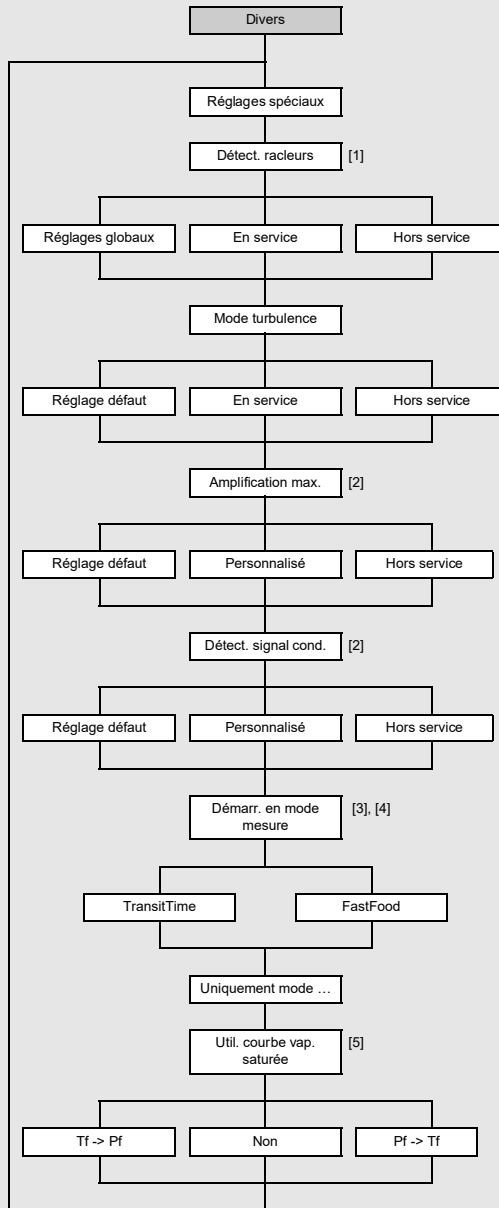 Divers
Réglages spéciaux
Détect. racleurs [1]
Réglages globaux En service Hors service
Mode turbulence
Réglage défaut En service Hors service
Amplification max. [2]
Réglage défaut Personnalisé Hors service
Détect. signal cond. [2]
Réglage défaut Personnalisé Hors service
Démarr. en mode [3], [4]
mesure
TransitTime FastFood
Uniquement mode …
Util. courbe vap. [5]
saturée
Tf -> Pf Non Pf -> Tf